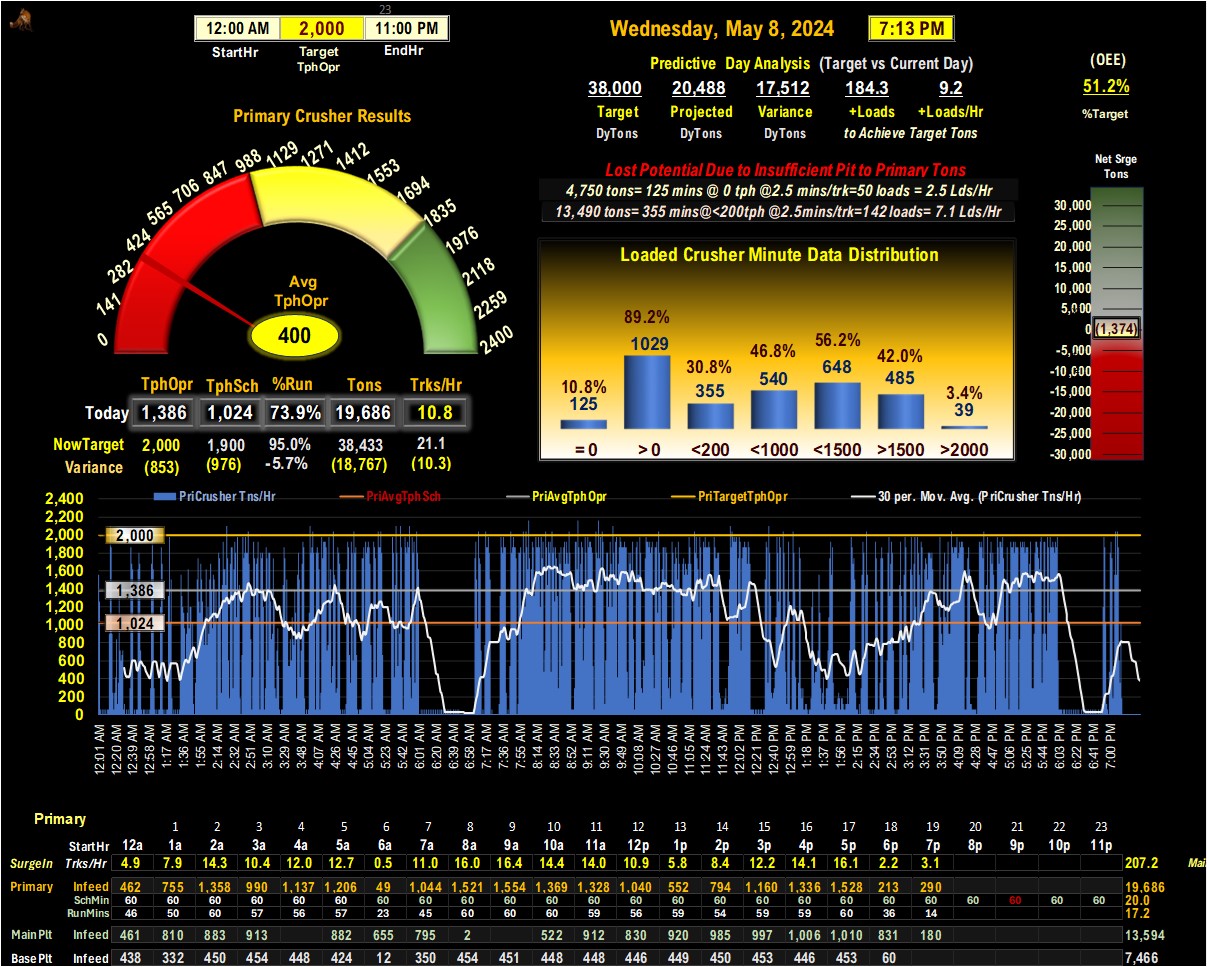 23
12:00 AM 2,000 11:00 PM
StartHr Target TphOpr EndHr
Wednesday, May 8, 2024 7:13 PM
Predictive Day Analysis (Target vs Current Day)
38,000 20,488 17,512 184.3 9.2
Target Projected Variance +Loads +Loads/Hr
DyTons DyTons DyTons to Achieve Target Tons
(OEE)
51.2%
%Target
Primary Crusher Results
0 141 282 424 565 706 847 988 1129 1271 1412 1553 1694 1835 1976 2118 2259 2400
Avg
TphOpr
400
Lost Potential Due to Insufficient Pit to Primary Tons
4,750 tons= 125 mins @ 0 tph @2.5 mins/trk=50 loads = 2.5 Lds/Hr
13,490 tons= 355 mins@<200tph @2.5mins/trk=142 loads= 7.1 Lds/Hr
Net Srge
Tons
30,000
25,000
20,000
15,000
10,000
5,000
0 (1,374)
-5,000
-10,000
-15,000
-20,000
-25,000
-30,000
Loaded Crusher Minute Data Distribution
10.8% 89.2% 30.8% 46.8% 56.2% 42.0% 3.4%
125 1029 355 540 648 485 39
= 0 > 0 <200 <1000 <1500 >1500 >2000
TphOpr TphSch %Run Tons Trks/Hr
Today 1,386 1,024 73.9% 19,686 10.8
NowTarget 2,000 1,900 95.0% 38,433 21.1
Variance (853) (976) -5.7% (18,767) (10.3)
PriCrusher Tns/Hr PriAvgTphSch PriAvgTphOpr PriTargetTphOpr 30 per. Mov. Avg. (PriCrusher Tns/Hr)
2,400
2,200
2,000 2,000
1,800
1,600
1,400 1,386
1,200
1,000 1,024
800
600
400
200
0
12:01 AM 12:20 AM 12:39 AM 12:58 AM 1:17 AM 1:36 AM 1:55 AM 2:14 AM 2:32 AM 2:51 AM 3:10 AM 3:29 AM 3:48 AM 4:07 AM 4:26 AM 4:45 AM 5:04 AM 5:23 AM 5:42 AM 6:01 AM 6:20 AM 6:39 AM 6:58 AM 7:17 AM 7:36 AM 7:55 AM 8:14 AM 8:33 AM 8:52 AM 9:11 AM 9:30 AM 9:49 AM 10:08 AM 10:27 AM 10:46 AM 11:05 AM 11:24 AM 11:43 AM 12:02 PM 12:21 PM 12:40 PM 12:59 PM 1:18 PM 1:37 PM 1:56 PM 2:15 PM 2:34 PM 2:53 PM 3:12 PM 3:31 PM 3:50 PM 4:09 PM 4:28 PM 4:47 PM 5:06 PM 5:25 PM 5:44 PM 6:03 PM 6:22 PM 6:41 PM 7:00 PM
Primary 1 2 3 4 5 6 7 8 9 10 11 12 13 14 15 16 17 18 19 20 21 22 23
StartHr 12a 1a 2a 3a 4a 5a 6a 7a 8a 9a 10a 11a 12p 1p 2p 3p 4p 5p 6p 7p 8p 9p 10p 11p
SurgeIn Trks/Hr 4.9 7.9 14.3 10.4 12.0 12.7 0.5 11.0 16.0 16.4 14.4 14.0 10.9 5.8 8.4 12.2 14.1 16.1 2.2 3.1 207.2
Primary Infeed 462 755 1,358 990 1,137 1,206 49 1,044 1,521 1,554 1,369 1,328 1,040 552 794 1,160 1,336 1,528 213 290 19,686
SchMin 60 60 60 60 60 60 60 60 60 60 60 60 60 60 60 60 60 60 60 60 60 60 60 60 20.0
RunMins 46 50 60 57 56 57 23 45 60 60 60 59 56 59 54 59 59 60 36 14 17.2
MainPlt Infeed 461 810 883 913 882 655 795 2 522 912 830 920 985 997 1,006 1,010 831 180 13,594
BasePlt Infeed 438 332 450 454 448 424 12 350 454 451 448 448 446 449 450 453 446 453 60 7,466